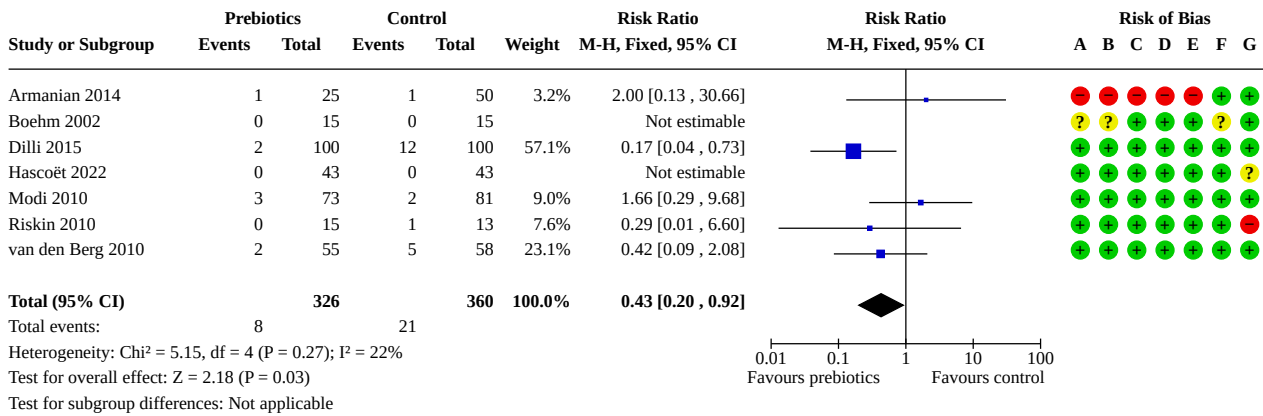 Prebiotics Control Risk Ratio Risk Ratio Risk of Bias
Study or Subgroup Events Total Events Total Weight M-H, Fixed, 95% CI M-H, Fixed, 95% CI A B C D E F G
Armanian 2014 1 25 1 50 3.2% 2.00 [0.13 , 30.66] − − − − − + +
Boehm 2002 0 15 0 15 Not estimable ? ? + + + ? +
Dilli 2015 2 100 12 100 57.1% 0.17 [0.04 , 0.73] + + + + + + +
Hascoët 2022 0 43 0 43 Not estimable + + + + + + ?
Modi 2010 3 73 2 81 9.0% 1.66 [0.29 , 9.68] + + + + + + +
Riskin 2010 0 15 1 13 7.6% 0.29 [0.01 , 6.60] + + + + + + −
van den Berg 2010 2 55 5 58 23.1% 0.42 [0.09 , 2.08] + + + + + + +
Total (95% CI) 326 360 100.0% 0.43 [0.20 , 0.92]
Total events: 8 21
Heterogeneity: Chi² = 5.15, df = 4 (P = 0.27); I² = 22%
0.01 0.1 1 10 100
Test for overall effect: Z = 2.18 (P = 0.03)
Favours prebiotics Favours control
Test for subgroup differences: Not applicable